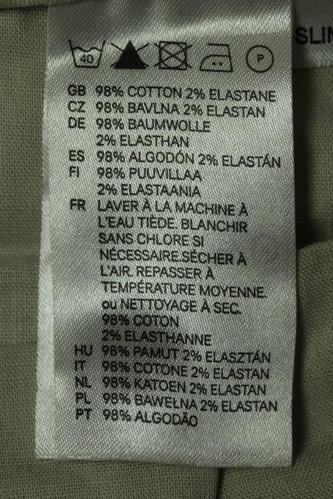 SLIM
40 P
GB 98% COTTON 2% ELASTANE
CZ 98% BAVLNA 2% ELASTAN
DE 98% BAUMWOLLE
2% ELASTHAN
ES 98% ALGODÓN 2% ELASTÁN
FI 98% PUUVILLAA
2% ELASTAANIA
FR LAVER À LA MACHINE À
L'EAU TIÈDE. BLANCHIR
SANS CHLORE SI
NÉCESSAIRE.SÉCHER À
L'AIR. REPASSER À
TEMPÉRATURE MOYENNE.
ou NETTOYAGE À SEC.
98% COTON
2% ELASTHANNE
HU 98% PAMUT 2% ELASZTÁN
IT 98% COTONE 2% ELASTAN
NL 98% KATOEN 2% ELASTAN
PL 98% BAWEŁNA 2% ELASTAN
PT 98% ALGODÃO